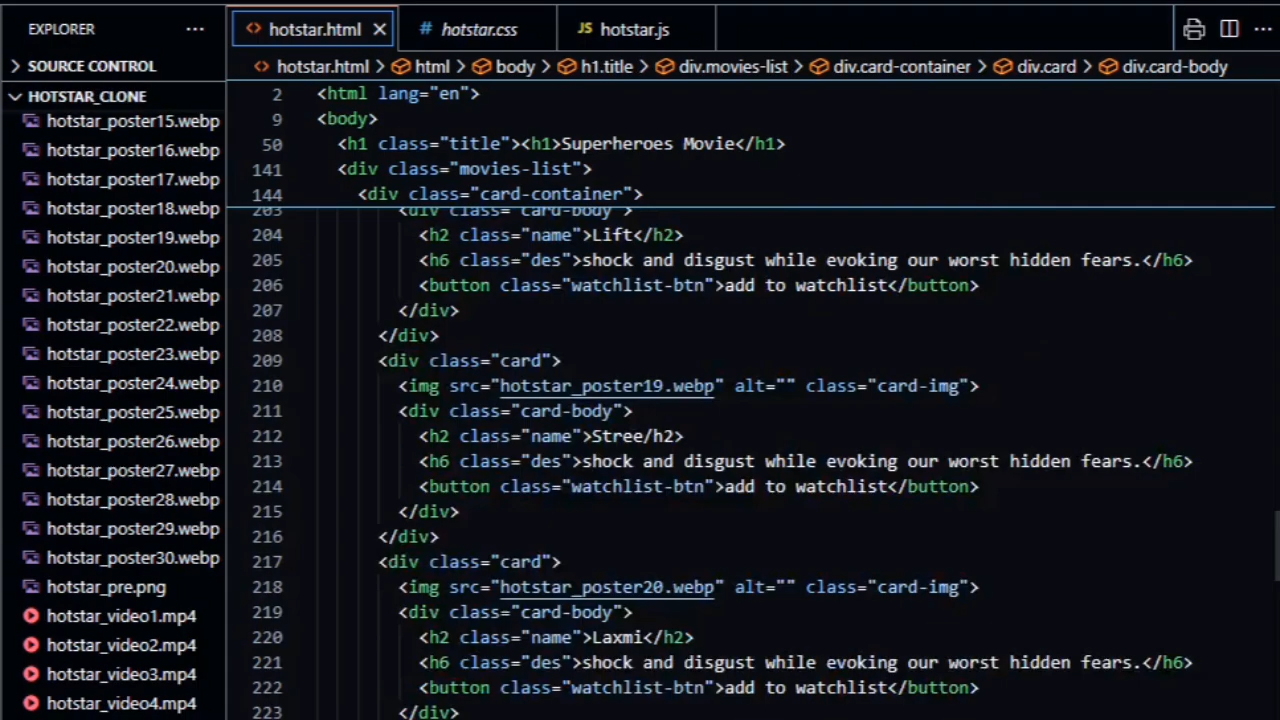 EXPLORER ···
SOURCE CONTROL
HOTSTAR_CLONE
hotstar_poster15.webp
hotstar_poster16.webp
hotstar_poster17.webp
hotstar_poster18.webp
hotstar_poster19.webp
hotstar_poster20.webp
hotstar_poster21.webp
hotstar_poster22.webp
hotstar_poster23.webp
hotstar_poster24.webp
hotstar_poster25.webp
hotstar_poster26.webp
hotstar_poster27.webp
hotstar_poster28.webp
hotstar_poster29.webp
hotstar_poster30.webp
hotstar_pre.png
hotstar_video1.mp4
hotstar_video2.mp4
hotstar_video3.mp4
hotstar_video4.mp4
<> hotstar.html × # hotstar.css JS hotstar.js ···
<> hotstar.html > html > body > h1.title > div.movies-list > div.card-container > div.card > div.card-body
2 <html lang="en">
9 <body>
50 <h1 class="title"><h1>Superheroes Movie</h1>
141 <div class="movies-list">
144 <div class="card-container">
203 <div class="card-body">
204 <h2 class="name">Lift</h2>
205 <h6 class="des">shock and disgust while evoking our worst hidden fears.</h6>
206 <button class="watchlist-btn">add to watchlist</button>
207 </div>
208 </div>
209 <div class="card">
210 <img src="hotstar_poster19.webp" alt="" class="card-img">
211 <div class="card-body">
212 <h2 class="name">Stree/h2>
213 <h6 class="des">shock and disgust while evoking our worst hidden fears.</h6>
214 <button class="watchlist-btn">add to watchlist</button>
215 </div>
216 </div>
217 <div class="card">
218 <img src="hotstar_poster20.webp" alt="" class="card-img">
219 <div class="card-body">
220 <h2 class="name">Laxmi</h2>
221 <h6 class="des">shock and disgust while evoking our worst hidden fears.</h6>
222 <button class="watchlist-btn">add to watchlist</button>
223 </div>